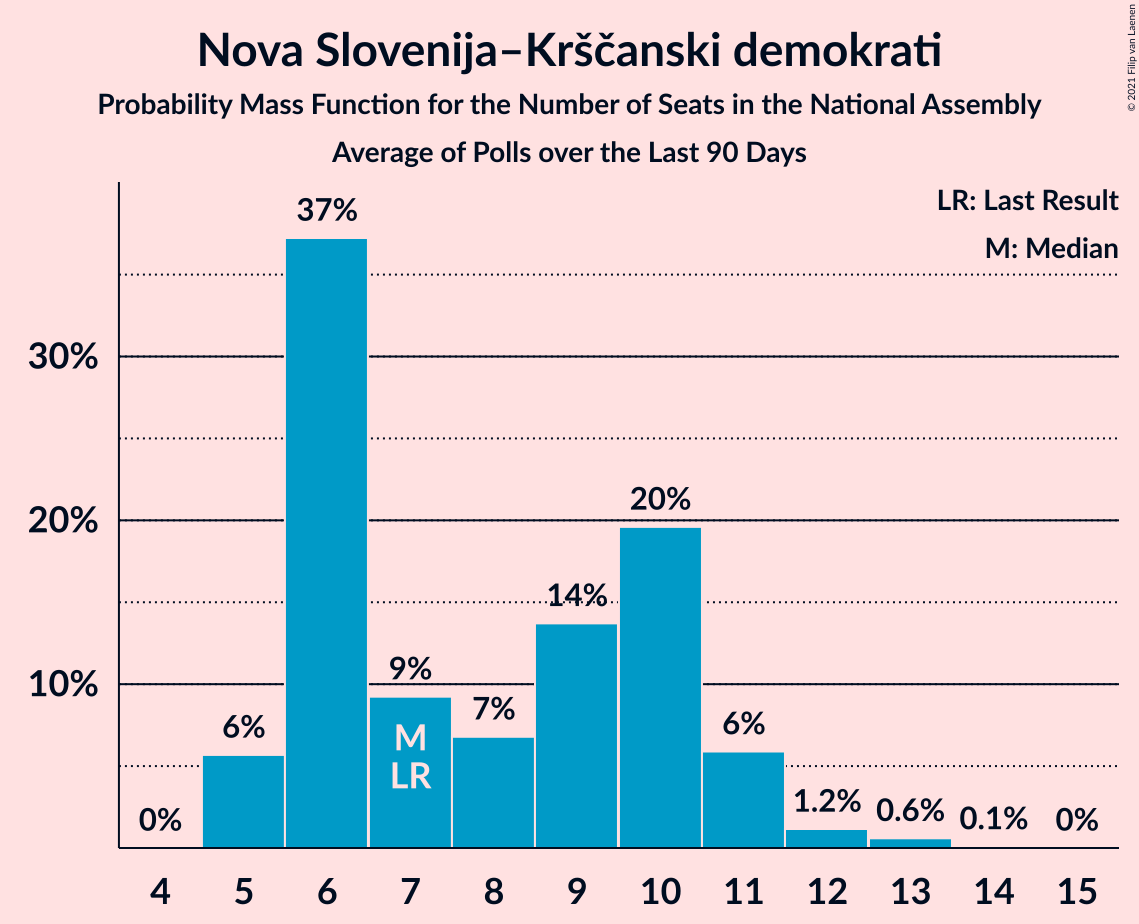 Nova Slovenija–Krščanski demokrati
Probability Mass Function for the Number of Seats in the National Assembly
Average of Polls over the Last 90 Days
© 2021 Filip van Laenen
LR: Last Result
M: Median
30%
20%
10%
0%
6%
37%
9%
7%
14%
20%
6%
1.2%
0.6%
0.1%
0%
M
LR
4 5 6 7 8 9 10 11 12 13 14 15